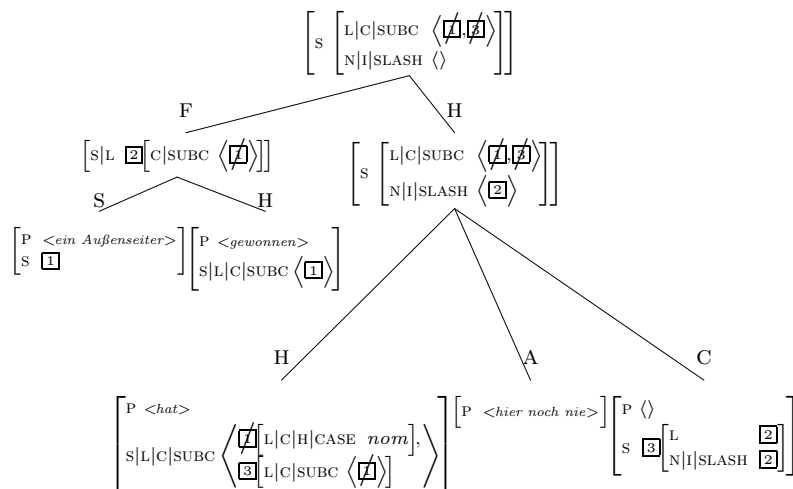 S L|C|SUBC ⟨1̸, 3̸⟩
N|I|SLASH ⟨⟩
F H
S|L 2 C|SUBC ⟨1̸⟩
S L|C|SUBC ⟨1̸, 3̸⟩
N|I|SLASH ⟨2⟩
S H
P <ein Außenseiter>
S 1
P <gewonnen>
S|L|C|SUBC ⟨1⟩
H A C
P <hat>
S|L|C|SUBC ⟨1̸ [L|C|H|CASE nom],
3 [L|C|SUBC ⟨1̸⟩]⟩
P <hier noch nie>
P ⟨⟩
S 3 L 2
N|I|SLASH 2